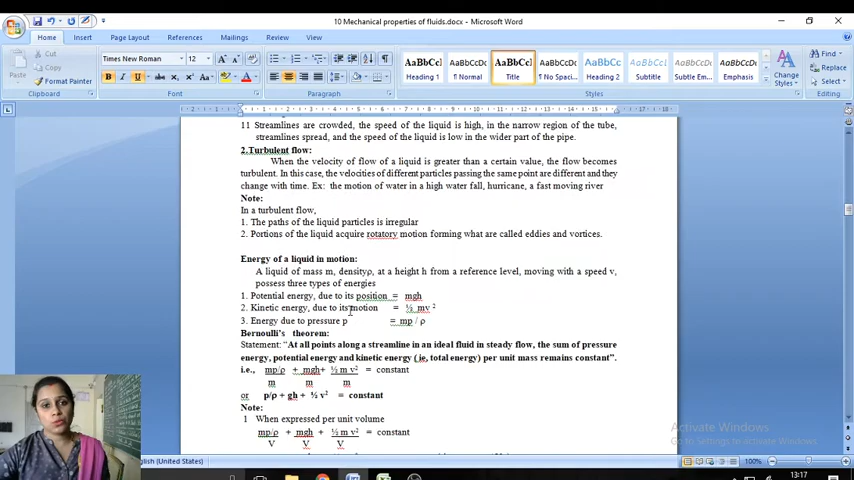 10 Mechanical properties of fluids.docx - Microsoft Word
Home Insert Page Layout References Mailings Review View
Cut
Copy
Format Painter
Paste
Clipboard
Times New Roman 12
Font
Paragraph
AaBbCcl AaBbCcDc AaBbCcl AaBbCcDc AaBbCcl AaBbCcD AaBbCcD AaBbCcDc
Heading 1 ¶ Normal Title ¶ No Spaci... Heading 2 Subtitle Subtle Em... Emphasis
Styles
Change Styles
Find
Replace
Select
Editing
11 Streamlines are crowded, the speed of the liquid is high, in the narrow region of the tube,
streamlines spread, and the speed of the liquid is low in the wider part of the pipe.
2.Turbulent flow:
When the velocity of flow of a liquid is greater than a certain value, the flow becomes
turbulent. In this case, the velocities of different particles passing the same point are different and they
change with time. Ex: the motion of water in a high water fall, hurricane, a fast moving river
Note:
In a turbulent flow,
1. The paths of the liquid particles is irregular
2. Portions of the liquid acquire rotatory motion forming what are called eddies and vortices.
Energy of a liquid in motion:
A liquid of mass m, densityρ, at a height h from a reference level, moving with a speed v,
possess three types of energies
1. Potential energy, due to its position = mgh
2. Kinetic energy, due to its motion = ½ mv ²
3. Energy due to pressure p = mp / ρ
Bernoulli's theorem:
Statement: “At all points along a streamline in an ideal fluid in steady flow, the sum of pressure
energy, potential energy and kinetic energy ( ie, total energy) per unit mass remains constant”.
i.e., mp/ρ + mgh+ ½ m v² = constant
m m m
or p/ρ + gh + ½ v² = constant
Note:
1 When expressed per unit volume
mp/ρ + mgh + ½ m v² = constant
V V V
Activate Windows
Go to Settings to activate Windows.
English (United States)
100%
13:17